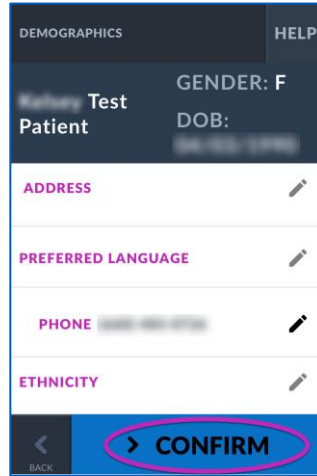 DEMOGRAPHICS HELP
Test GENDER: F
Patient DOB:
ADDRESS
PREFERRED LANGUAGE
PHONE
ETHNICITY
BACK > CONFIRM